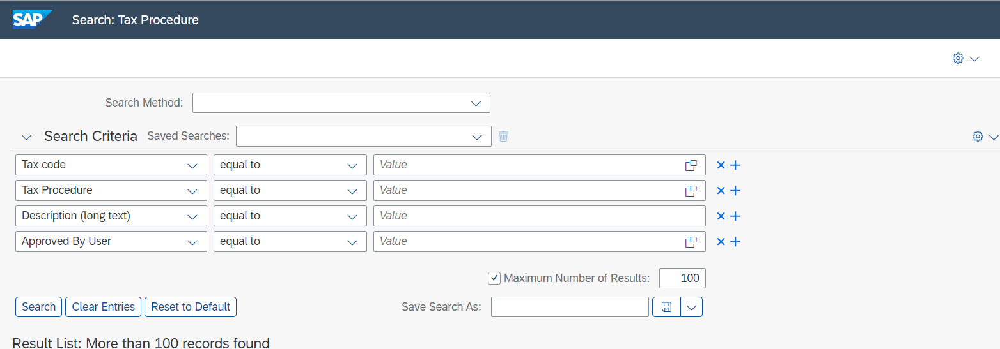 SAP Search: Tax Procedure
Search Method:
Search Criteria Saved Searches:
Tax code equal to Value
Tax Procedure equal to Value
Description (long text) equal to Value
Approved By User equal to Value
Maximum Number of Results: 100
Search Clear Entries Reset to Default Save Search As:
Result List: More than 100 records found